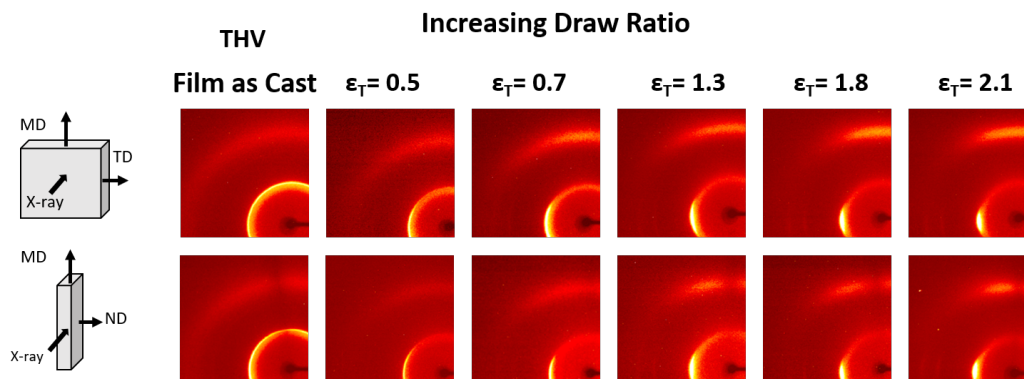 Increasing Draw Ratio
THV
Film as Cast
εT= 0.5
εT= 0.7
εT= 1.3
εT= 1.8
εT= 2.1
MD
TD
X-ray
MD
ND
X-ray